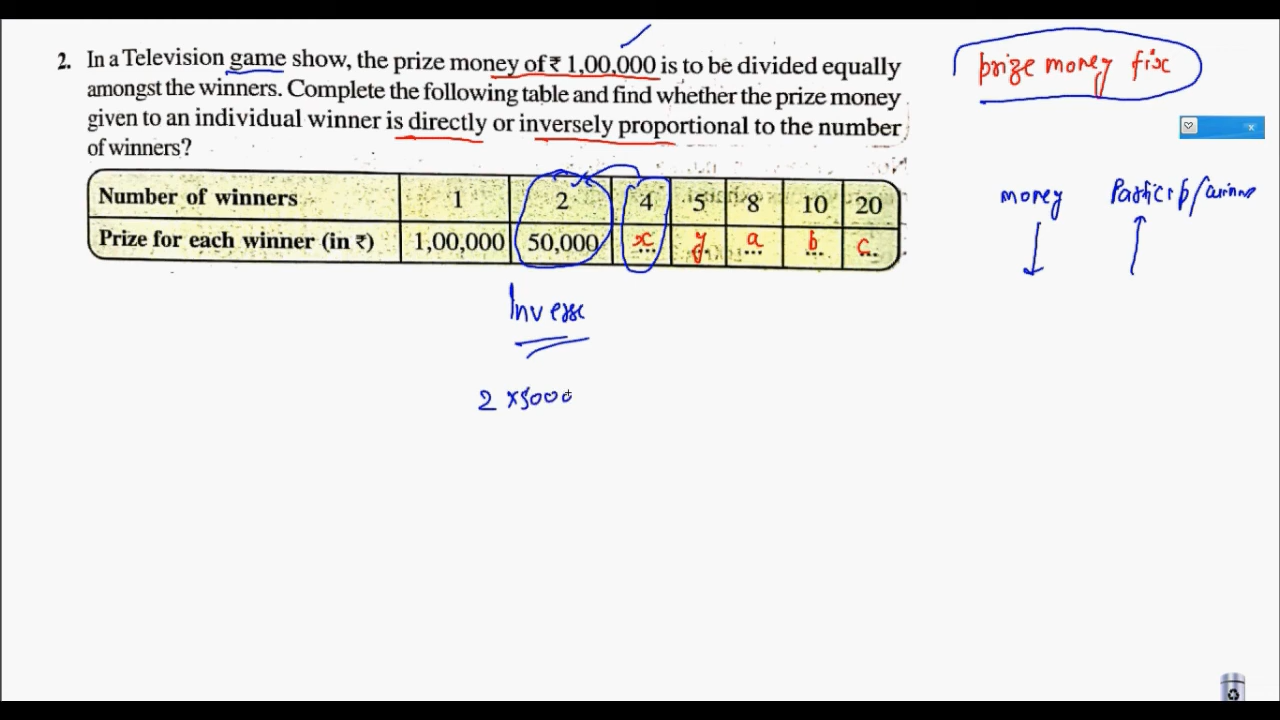 2. In a Television game show, the prize money of ₹ 1,00,000 is to be divided equally
amongst the winners. Complete the following table and find whether the prize money
given to an individual winner is directly or inversely proportional to the number
of winners?
prize money fix
Number of winners 1 2 4 5 8 10 20
Prize for each winner (in ₹) 1,00,000 50,000 x y a b c
money
Inverse
2 × 5000